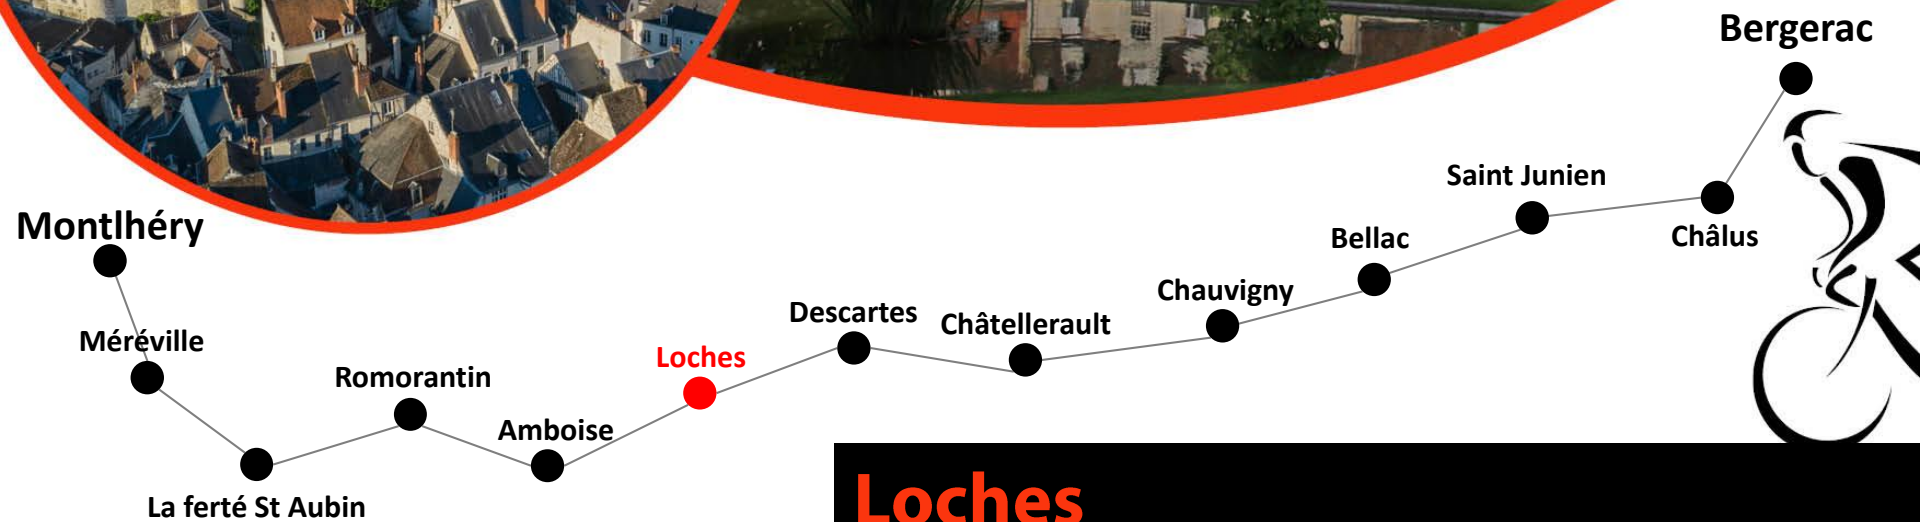 Bergerac
Saint Junien
Montlhéry
Châlus
Bellac
Chauvigny
Descartes
Châtellerault
Méréville
Loches
Romorantin
Amboise
La ferté St Aubin
Loches